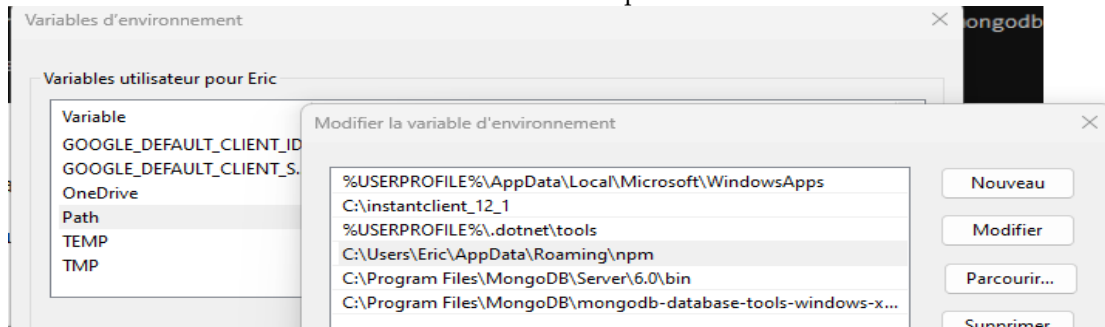 Variables d'environnement
ongodb
Variables utilisateur pour Eric
Variable
GOOGLE_DEFAULT_CLIENT_ID
GOOGLE_DEFAULT_CLIENT_S...
OneDrive
Path
TEMP
TMP
Modifier la variable d'environnement
%USERPROFILE%\AppData\Local\Microsoft\WindowsApps
C:\instantclient_12_1
%USERPROFILE%\.dotnet\tools
C:\Users\Eric\AppData\Roaming\npm
C:\Program Files\MongoDB\Server\6.0\bin
C:\Program Files\MongoDB\mongodb-database-tools-windows-x...
Nouveau
Modifier
Parcourir...
Supprimer